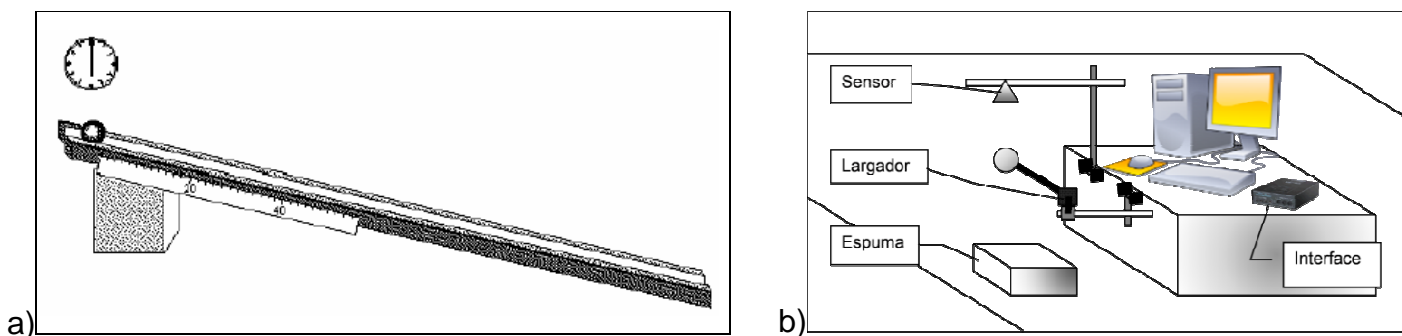 a)
20
40
b)
Sensor
Largador
Espuma
Interface